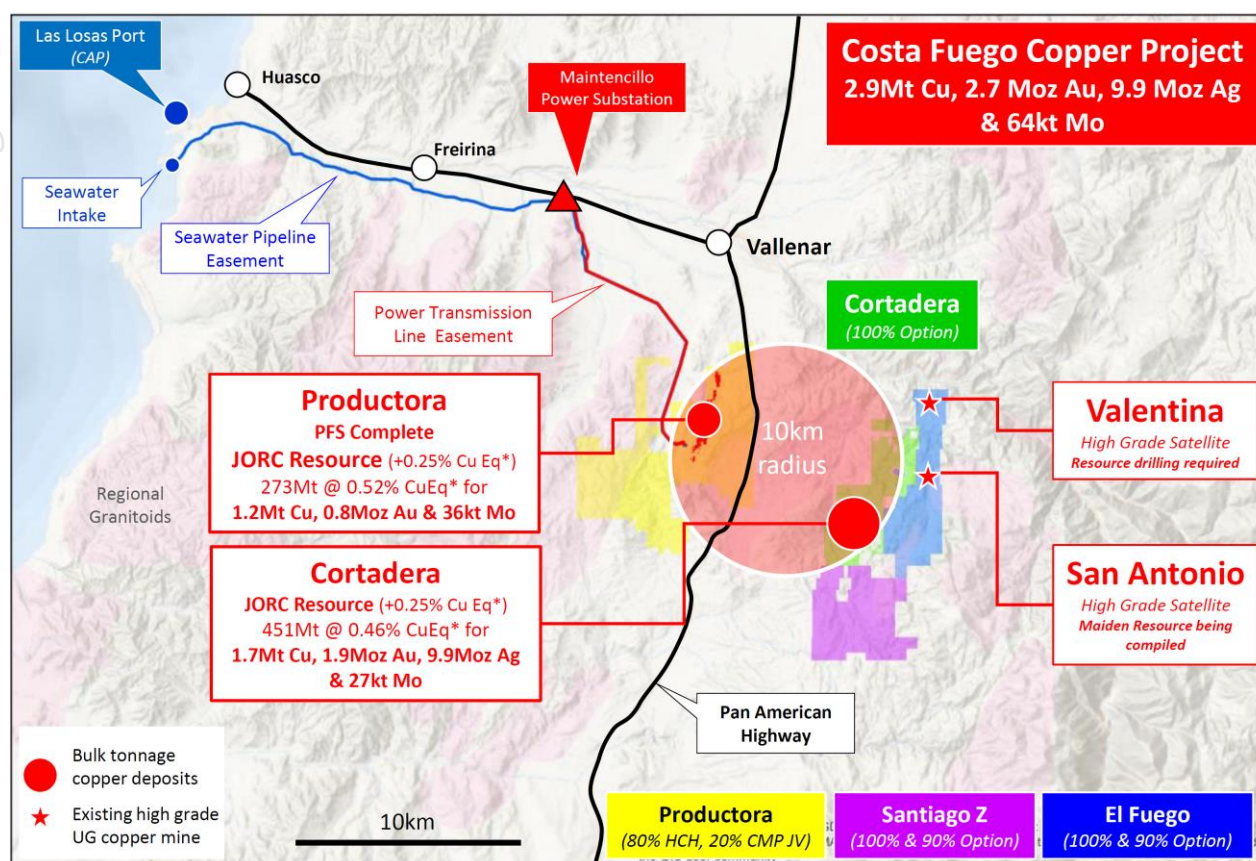 Las Losas Port
(CAP)
Huasco
Maintencillo
Power Substation
Costa Fuego Copper Project
2.9Mt Cu, 2.7 Moz Au, 9.9 Moz Ag
& 64kt Mo
Freirina
Seawater
Intake
Seawater Pipeline
Easement
Vallenar
Power Transmission
Line Easement
Cortadera
(100% Option)
Productora
PFS Complete
JORC Resource (+0.25% Cu Eq*)
273Mt @ 0.52% CuEq* for
1.2Mt Cu, 0.8Moz Au & 36kt Mo
10km
radius
Valentina
High Grade Satellite
Resource drilling required
Regional
Granitoids
Cortadera
JORC Resource (+0.25% Cu Eq*)
451Mt @ 0.46% CuEq* for
1.7Mt Cu, 1.9Moz Au, 9.9Moz Ag
& 27kt Mo
San Antonio
High Grade Satellite
Maiden Resource being
compiled
Pan American
Highway
Bulk tonnage
copper deposits
Existing high grade
UG copper mine
10km
Productora
(80% HCH, 20% CMP JV)
Santiago Z
(100% & 90% Option)
El Fuego
(100% & 90% Option)